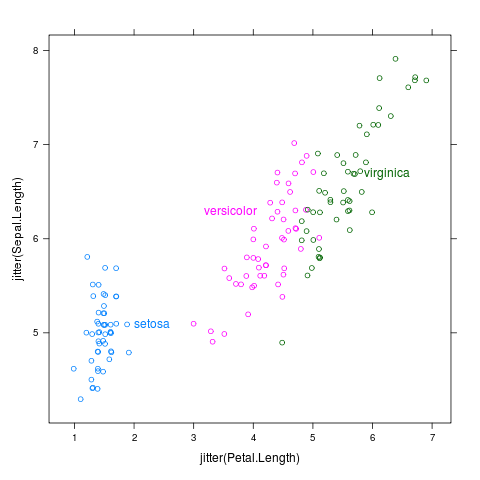 8
7
6
5
jitter(Sepal.Length)
virginica
versicolor
setosa
1 2 3 4 5 6 7
jitter(Petal.Length)